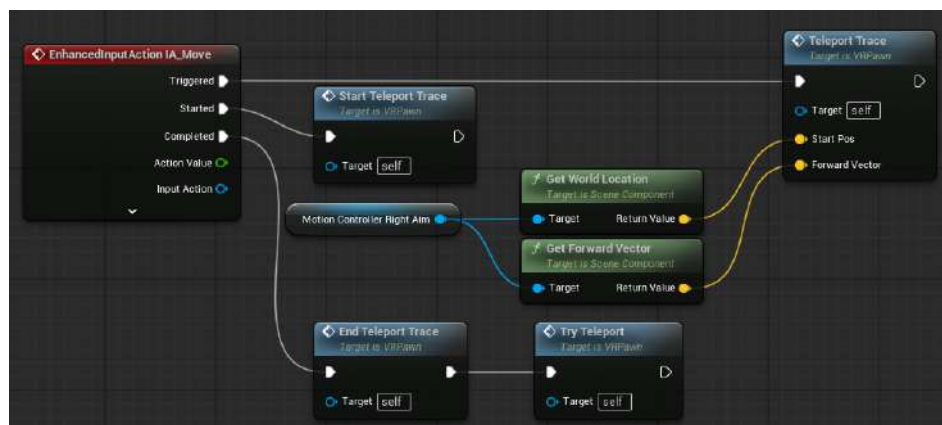 EnhancedInputAction IA_Move
Triggered
Started
Completed
Action Value
Input Action
Start Teleport Trace
Target is VRPawn
Target self
Motion Controller Right Aim
f Get World Location
Target is Scene Component
Target Return Value
f Get Forward Vector
Target is Scene Component
Target Return Value
Teleport Trace
Target is VRPawn
Target self
Start Pos
Forward Vector
End Teleport Trace
Target is VRPawn
Target self
Try Teleport
Target is VRPawn
Target self